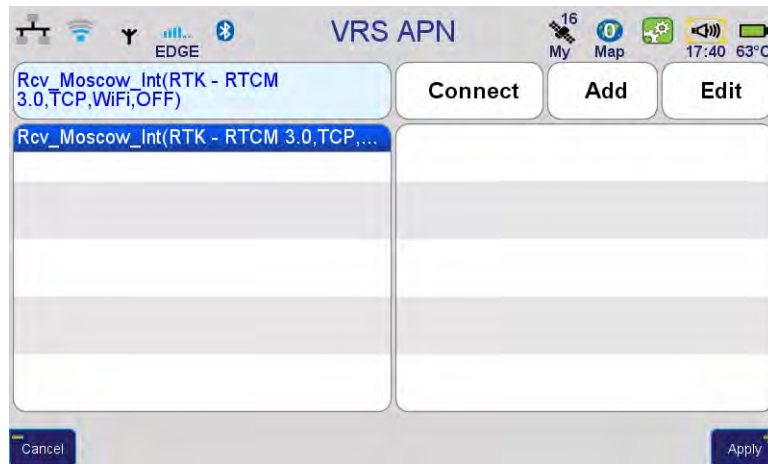 VRS APN
EDGE
16
My
0
Map
17:40
63°C
Rcv_Moscow_Int(RTK - RTCM
3.0,TCP,WiFi,OFF)
Connect
Add
Edit
Rcv_Moscow_Int(RTK - RTCM 3.0,TCP,...
Cancel
Apply